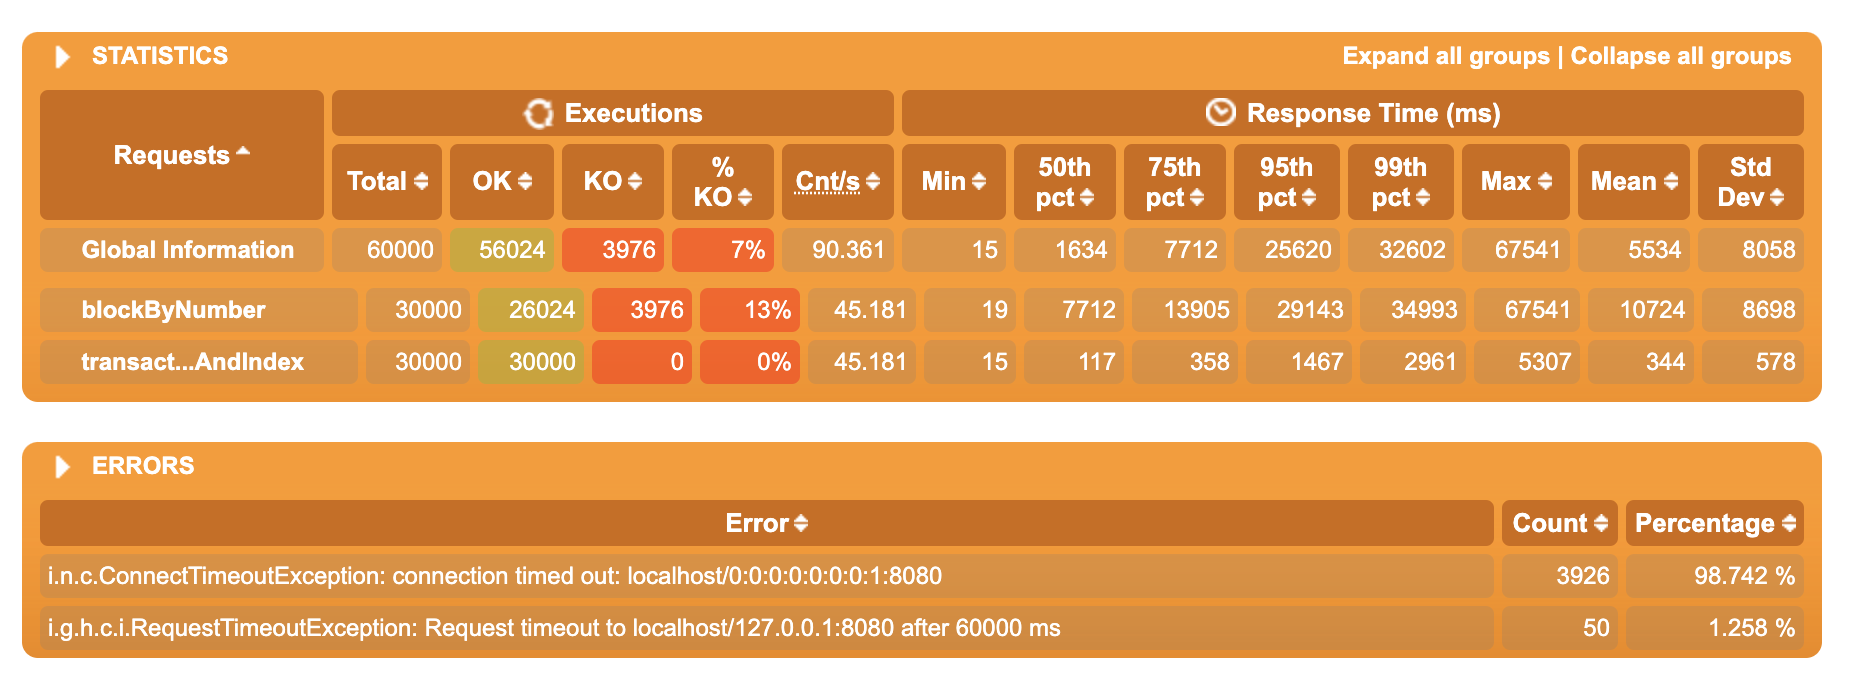 STATISTICS Expand all groups | Collapse all groups
Requests Executions Response Time (ms)
Total OK KO % KO Cnt/s Min 50th pct 75th pct 95th pct 99th pct Max Mean Std Dev
Global Information 60000 56024 3976 7% 90.361 15 1634 7712 25620 32602 67541 5534 8058
blockByNumber 30000 26024 3976 13% 45.181 19 7712 13905 29143 34993 67541 10724 8698
transact...AndIndex 30000 30000 0 0% 45.181 15 117 358 1467 2961 5307 344 578
ERRORS
Error Count Percentage
i.n.c.ConnectTimeoutException: connection timed out: localhost/0:0:0:0:0:0:0:1:8080 3926 98.742 %
i.g.h.c.i.RequestTimeoutException: Request timeout to localhost/127.0.0.1:8080 after 60000 ms 50 1.258 %